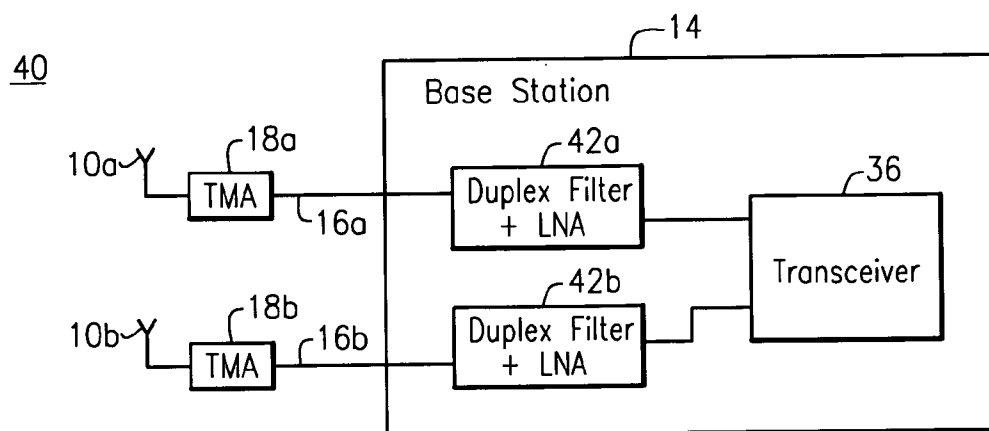 14
40
Base Station
10a
18a
TMA
16a
42a
Duplex Filter
+ LNA
36
Transceiver
10b
18b
TMA
16b
42b
Duplex Filter
+ LNA